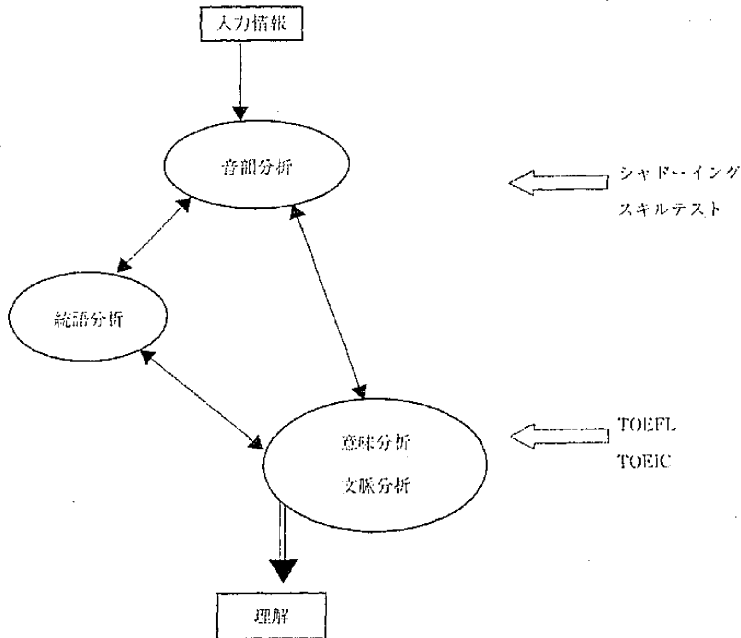 入力情報
音韻分析
シャドーイング
スキルテスト
統語分析
意味分析
文脈分析
TOEFL
TOEIC
理解